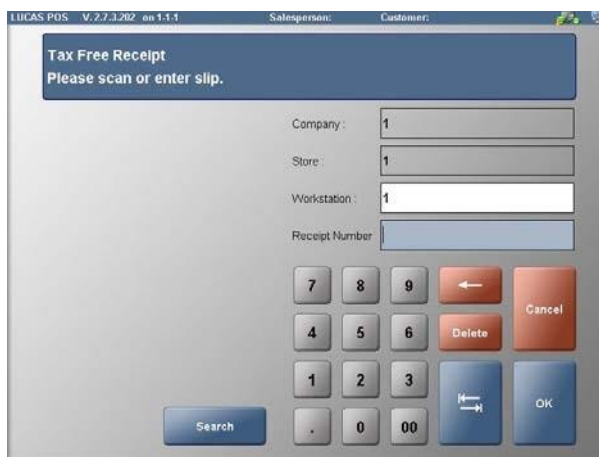 LUCAS POS V. 2.7.3.202 on 1-1-1 Salesperson: Customer:
Tax Free Receipt
Please scan or enter slip.
Company : 1
Store : 1
Workstation : 1
Receipt Number
7 8 9
Cancel
4 5 6 Delete
1 2 3
OK
Search . 0 00